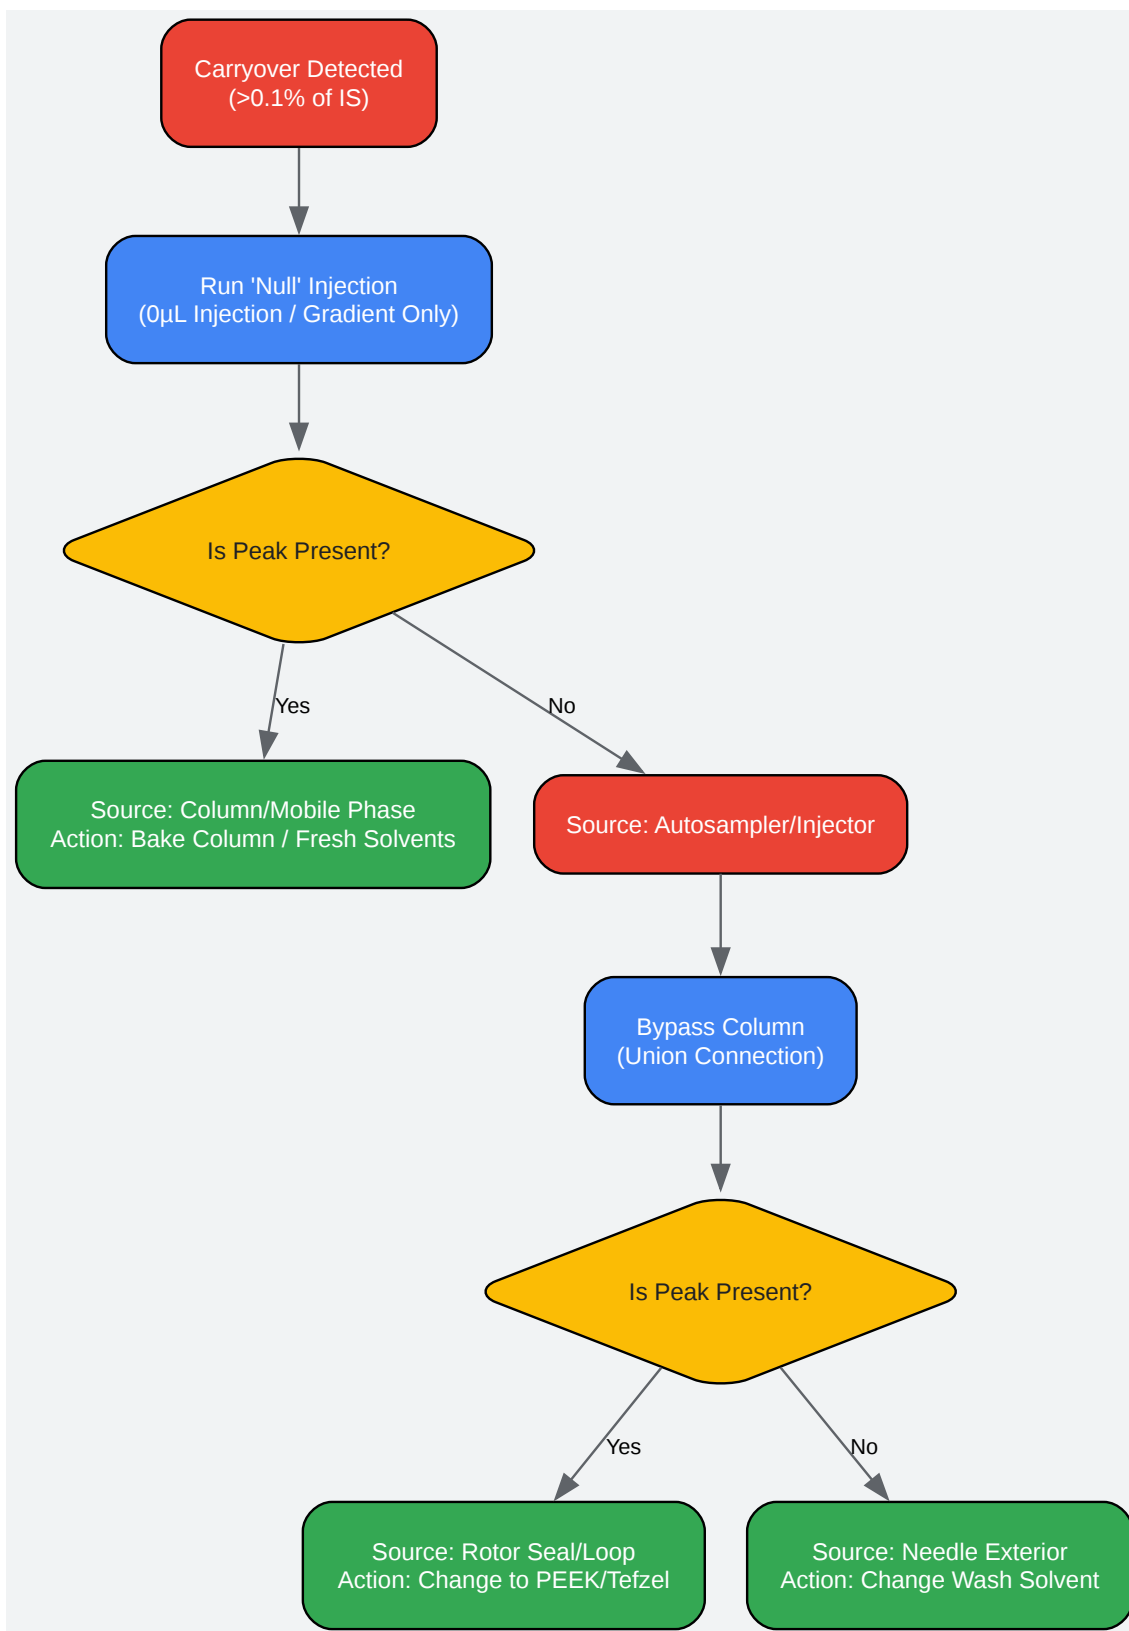 Carryover Detected
(>0.1% of IS)
Run 'Null' Injection
(0µL Injection / Gradient Only)
Is Peak Present?
Yes
No
Source: Column/Mobile Phase
Action: Bake Column / Fresh Solvents
Source: Autosampler/Injector
Bypass Column
(Union Connection)
Is Peak Present?
Yes
No
Source: Rotor Seal/Loop
Action: Change to PEEK/Tefzel
Source: Needle Exterior
Action: Change Wash Solvent